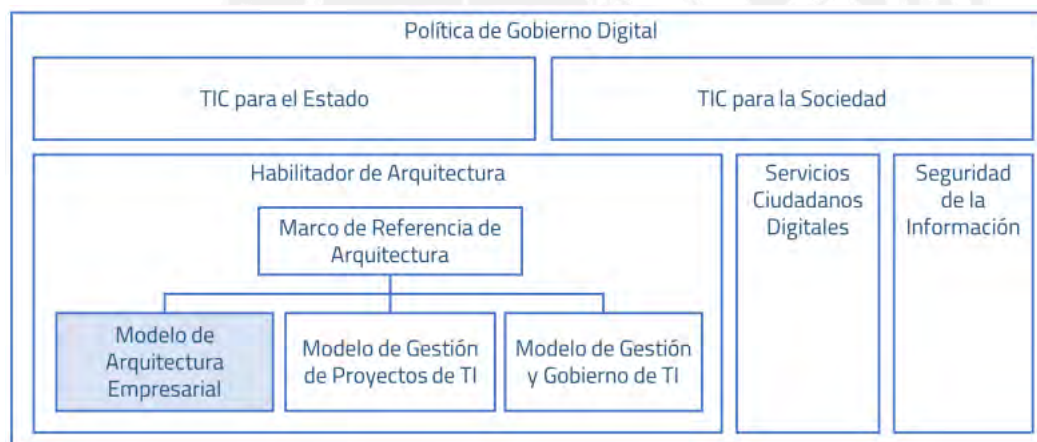 Política de Gobierno Digital
TIC para el Estado
TIC para la Sociedad
Habilitador de Arquitectura
Marco de Referencia de
Arquitectura
Modelo de
Arquitectura
Empresarial
Modelo de Gestión
de Proyectos de TI
Modelo de Gestión
y Gobierno de TI
Servicios
Ciudadanos
Digitales
Seguridad
de la
Información